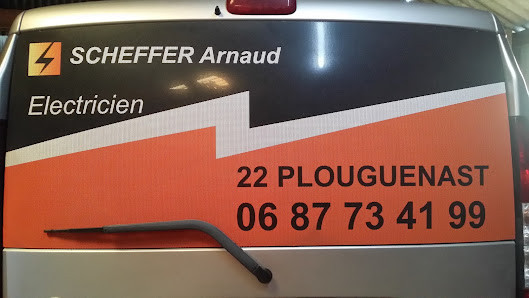 SCHEFFER Arnaud
Electricien
22 PLOUGUENAST
06 87 73 41 99